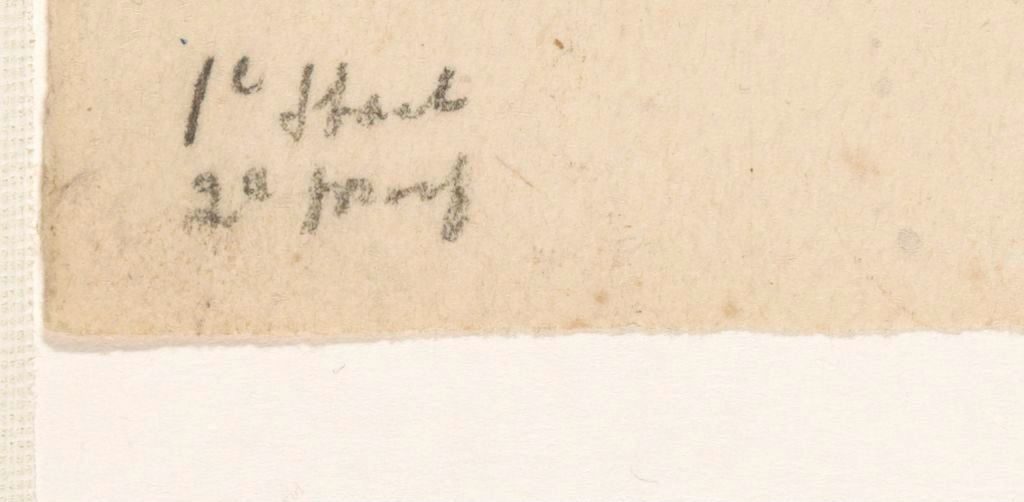 1e Staat
2e proef